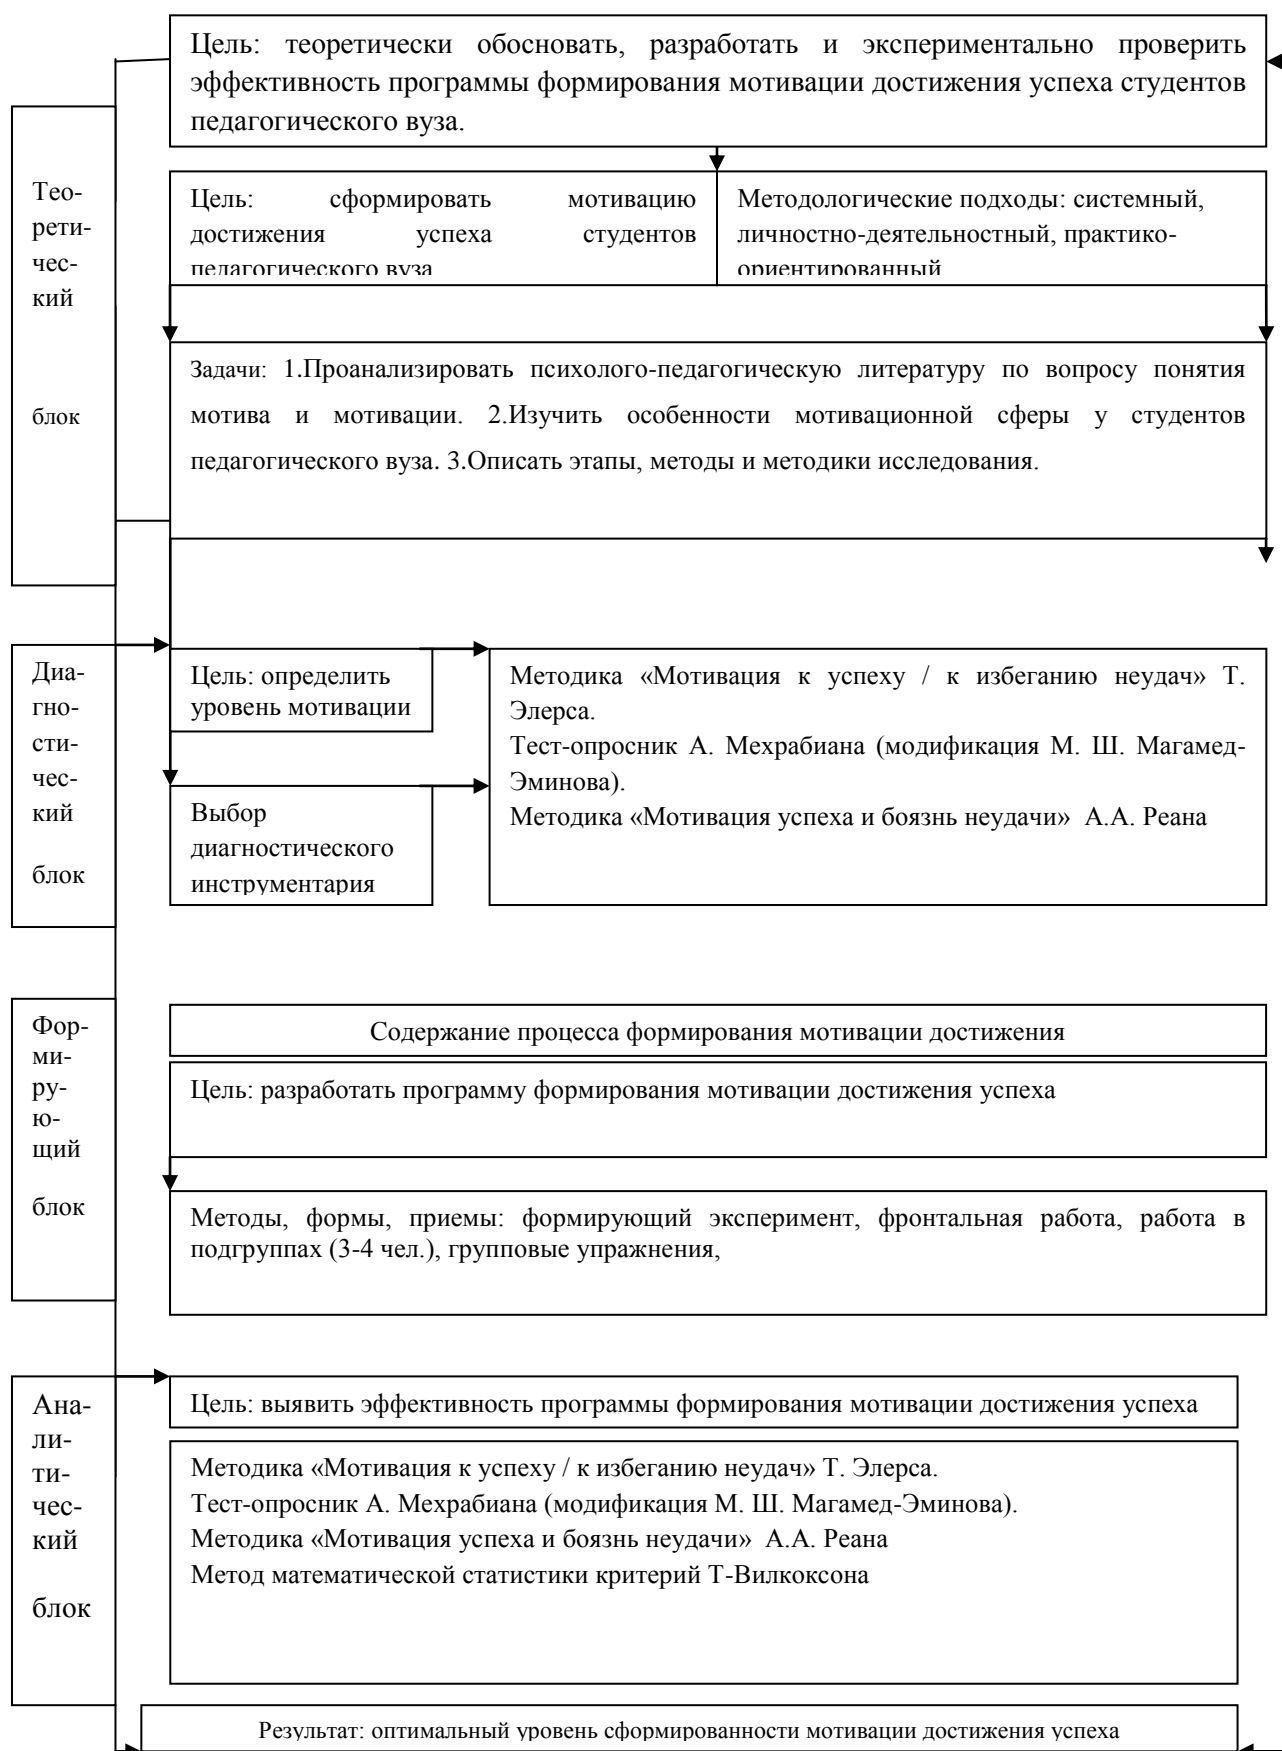 Цель: теоретически обосновать, разработать и экспериментально проверить
эффективность программы формирования мотивации достижения успеха студентов
педагогического вуза.
Тео-
рети-
чес-
кий
блок
Цель: сформировать мотивацию
достижения успеха студентов
педагогического вуза
Методологические подходы: системный,
личностно-деятельностный, практико-
ориентированный
Задачи: 1.Проанализировать психолого-педагогическую литературу по вопросу понятия
мотива и мотивации. 2.Изучить особенности мотивационной сферы у студентов
педагогического вуза. 3.Описать этапы, методы и методики исследования.
Диа-
гно-
сти-
чес-
кий
блок
Цель: определить
уровень мотивации
Выбор
диагностического
инструментария
Методика «Мотивация к успеху / к избеганию неудач» Т.
Элерса.
Тест-опросник А. Мехрабиана (модификация М. Ш. Магамед-
Эминова).
Методика «Мотивация успеха и боязнь неудачи» А.А. Реана
Фор-
ми-
ру-
ю-
щий
блок
Содержание процесса формирования мотивации достижения
Цель: разработать программу формирования мотивации достижения успеха
Методы, формы, приемы: формирующий эксперимент, фронтальная работа, работа в
подгруппах (3-4 чел.), групповые упражнения,
Ана-
ли-
ти-
чес-
кий
блок
Цель: выявить эффективность программы формирования мотивации достижения успеха
Методика «Мотивация к успеху / к избеганию неудач» Т. Элерса.
Тест-опросник А. Мехрабиана (модификация М. Ш. Магамед-Эминова).
Методика «Мотивация успеха и боязнь неудачи» А.А. Реана
Метод математической статистики критерий Т-Вилкоксона
Результат: оптимальный уровень сформированности мотивации достижения успеха